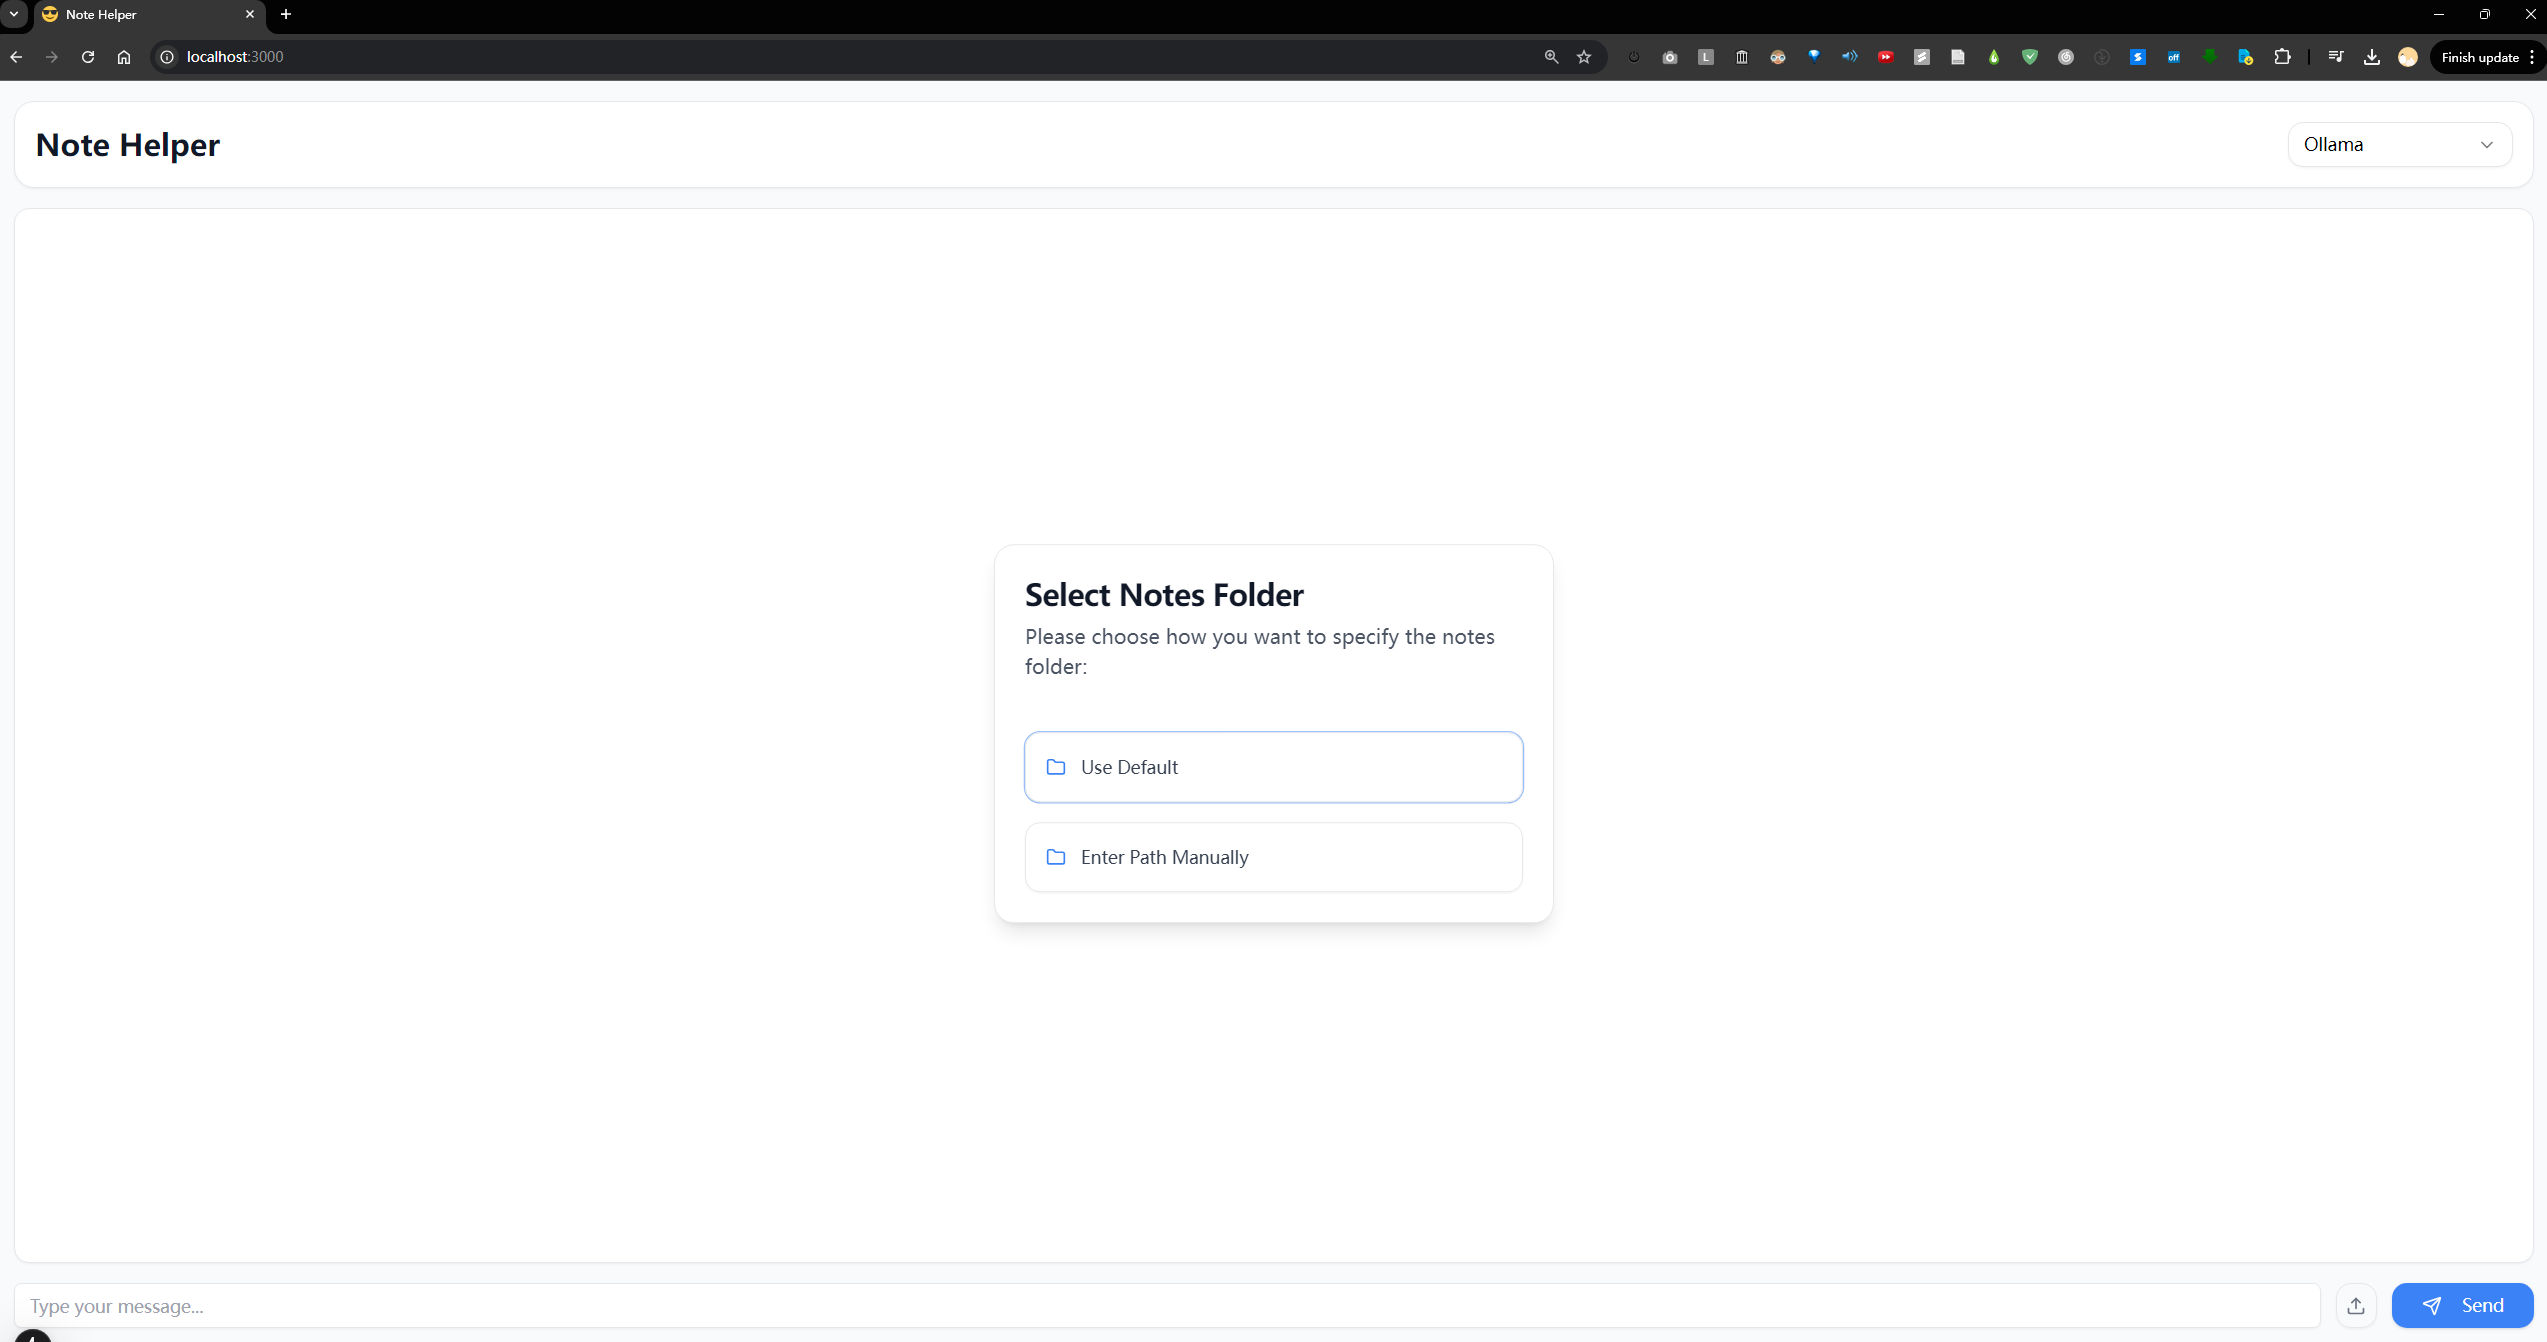 Note Helper
localhost:3000
L
off
Finish update
Note Helper
Ollama
Select Notes Folder
Please choose how you want to specify the notes
folder:
Use Default
Enter Path Manually
Type your message...
Send